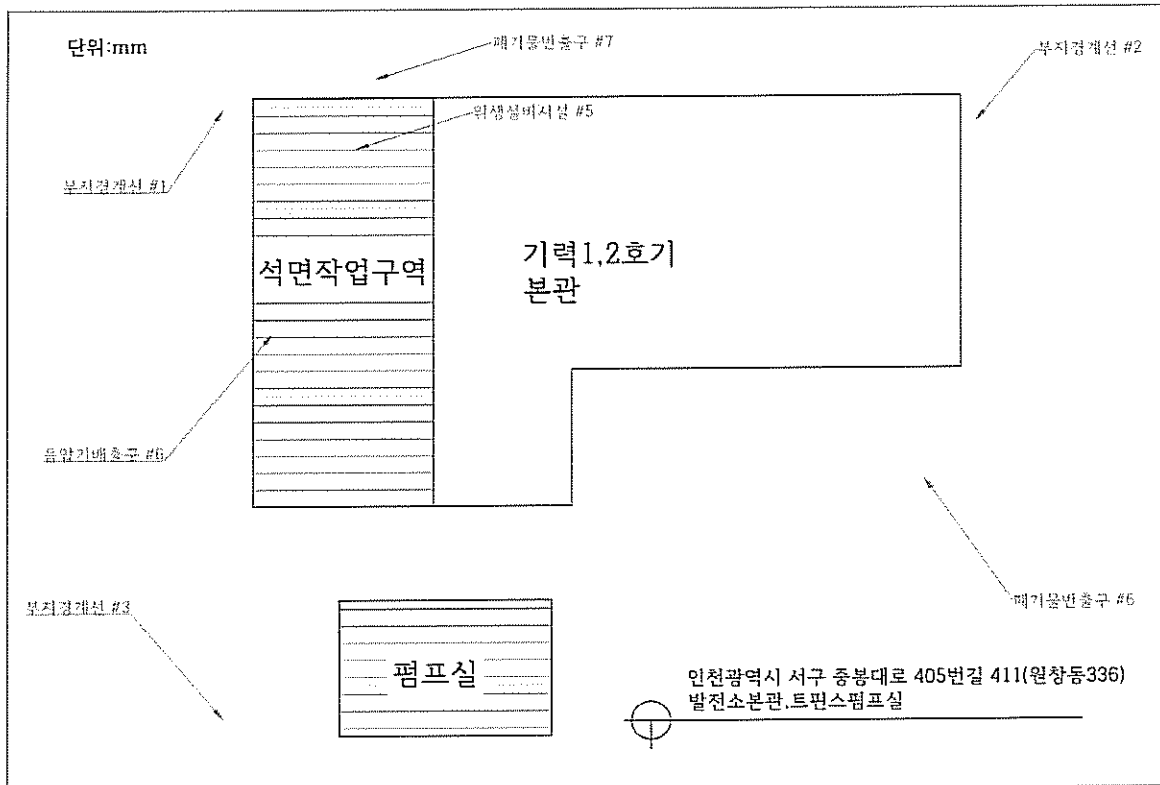 단위:mm
폐기물반출구 #7
부지경계선 #2
위생설비시설 #5
부지경계선 #1
석면작업구역
기력1,2호기
본관
음압기배출구 #6
부지경계선 #3
폐기물반출구 #6
펌프실
인천광역시 서구 중봉대로 405번길 411(원창동336)
발전소본관,트핀스펌프실